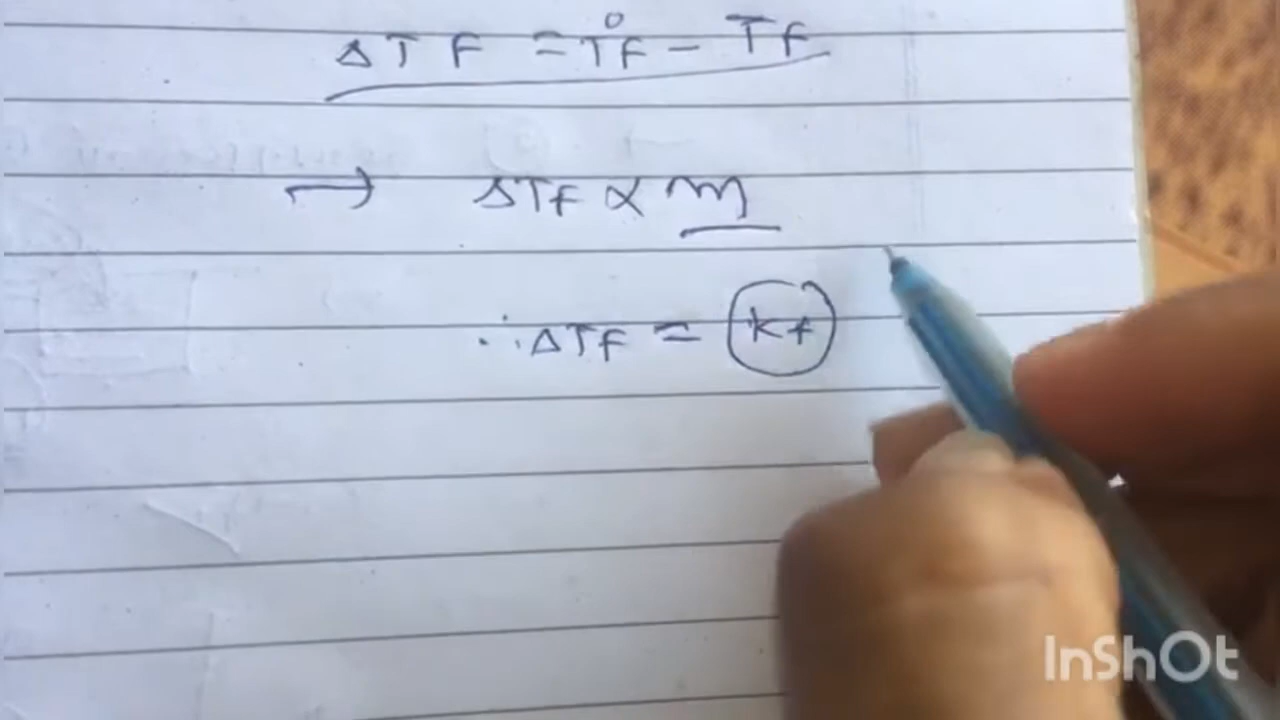 ΔTF = T°F - TF
→ ΔTF ∝ m
∴ ΔTF = Kf
InShOt